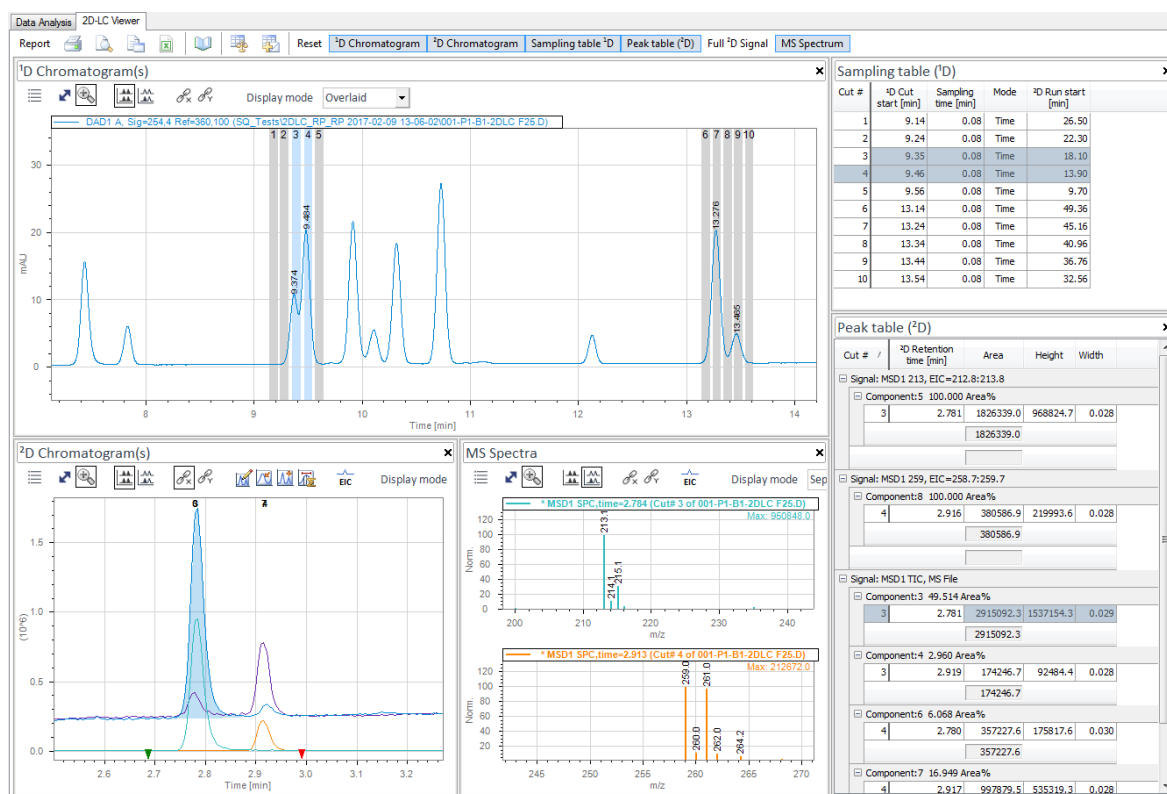 Data Analysis 2D-LC Viewer
Report Reset ¹D Chromatogram ²D Chromatogram Sampling table ¹D Peak table (²D) Full ²D Signal MS Spectrum
¹D Chromatogram(s)
Display mode Overlaid
DAD1 A, Sig=254,4 Ref=360,100 (SQ_Tests\2DLC_RP_RP 2017-02-09 13-06-02\001-P1-B1-2DLC F25.D)
1 2 3 4 5 6 7 8 9 10
30
20
10
0
mAU
9.374
9.484
13.276
13.465
8 9 10 11 12 13 14
Time [min]
Sampling table (¹D)
Cut # ²D Cut start [min] Sampling time [min] Mode ²D Run start [min]
1 9.14 0.08 Time 26.50
2 9.24 0.08 Time 22.30
3 9.35 0.08 Time 18.10
4 9.46 0.08 Time 13.90
5 9.56 0.08 Time 9.70
6 13.14 0.08 Time 49.36
7 13.24 0.08 Time 45.16
8 13.34 0.08 Time 40.96
9 13.44 0.08 Time 36.76
10 13.54 0.08 Time 32.56
²D Chromatogram(s)
EIC Display mode
1.5
1.0
0.5
0.0
(10^6)
2.6 2.7 2.8 2.9 3.0 3.1 3.2
Time [min]
MS Spectra
EIC Display mode Sep
* MSD1 SPC,time=2.784 (Cut# 3 of 001-P1-B1-2DLC F25.D)
Max: 950848.0
120
100
80
60
40
20
0
Norm.
213.1
214.1
215.1
200 210 220 230 240
m/z
* MSD1 SPC,time=2.913 (Cut# 4 of 001-P1-B1-2DLC F25.D)
Max: 212672.0
120
100
80
60
40
20
Norm.
259.0
260.0
261.0
262.0
264.2
245 250 255 260 265 270
m/z
Peak table (²D)
Cut # / ²D Retention time [min] Area Height Width
Signal: MSD1 213, EIC=212.8:213.8
Component:5 100.000 Area%
3 2.781 1826339.0 968824.7 0.028
1826339.0
Signal: MSD1 259, EIC=258.7:259.7
Component:8 100.000 Area%
4 2.916 380586.9 219993.6 0.028
380586.9
Signal: MSD1 TIC, MS File
Component:3 49.514 Area%
3 2.781 2915092.3 1537154.3 0.029
2915092.3
Component:4 2.960 Area%
3 2.919 174246.7 92484.4 0.028
174246.7
Component:6 6.068 Area%
4 2.780 357227.6 175817.6 0.030
357227.6
Component:7 16.949 Area%
4 2.917 997879.5 535319.3 0.028